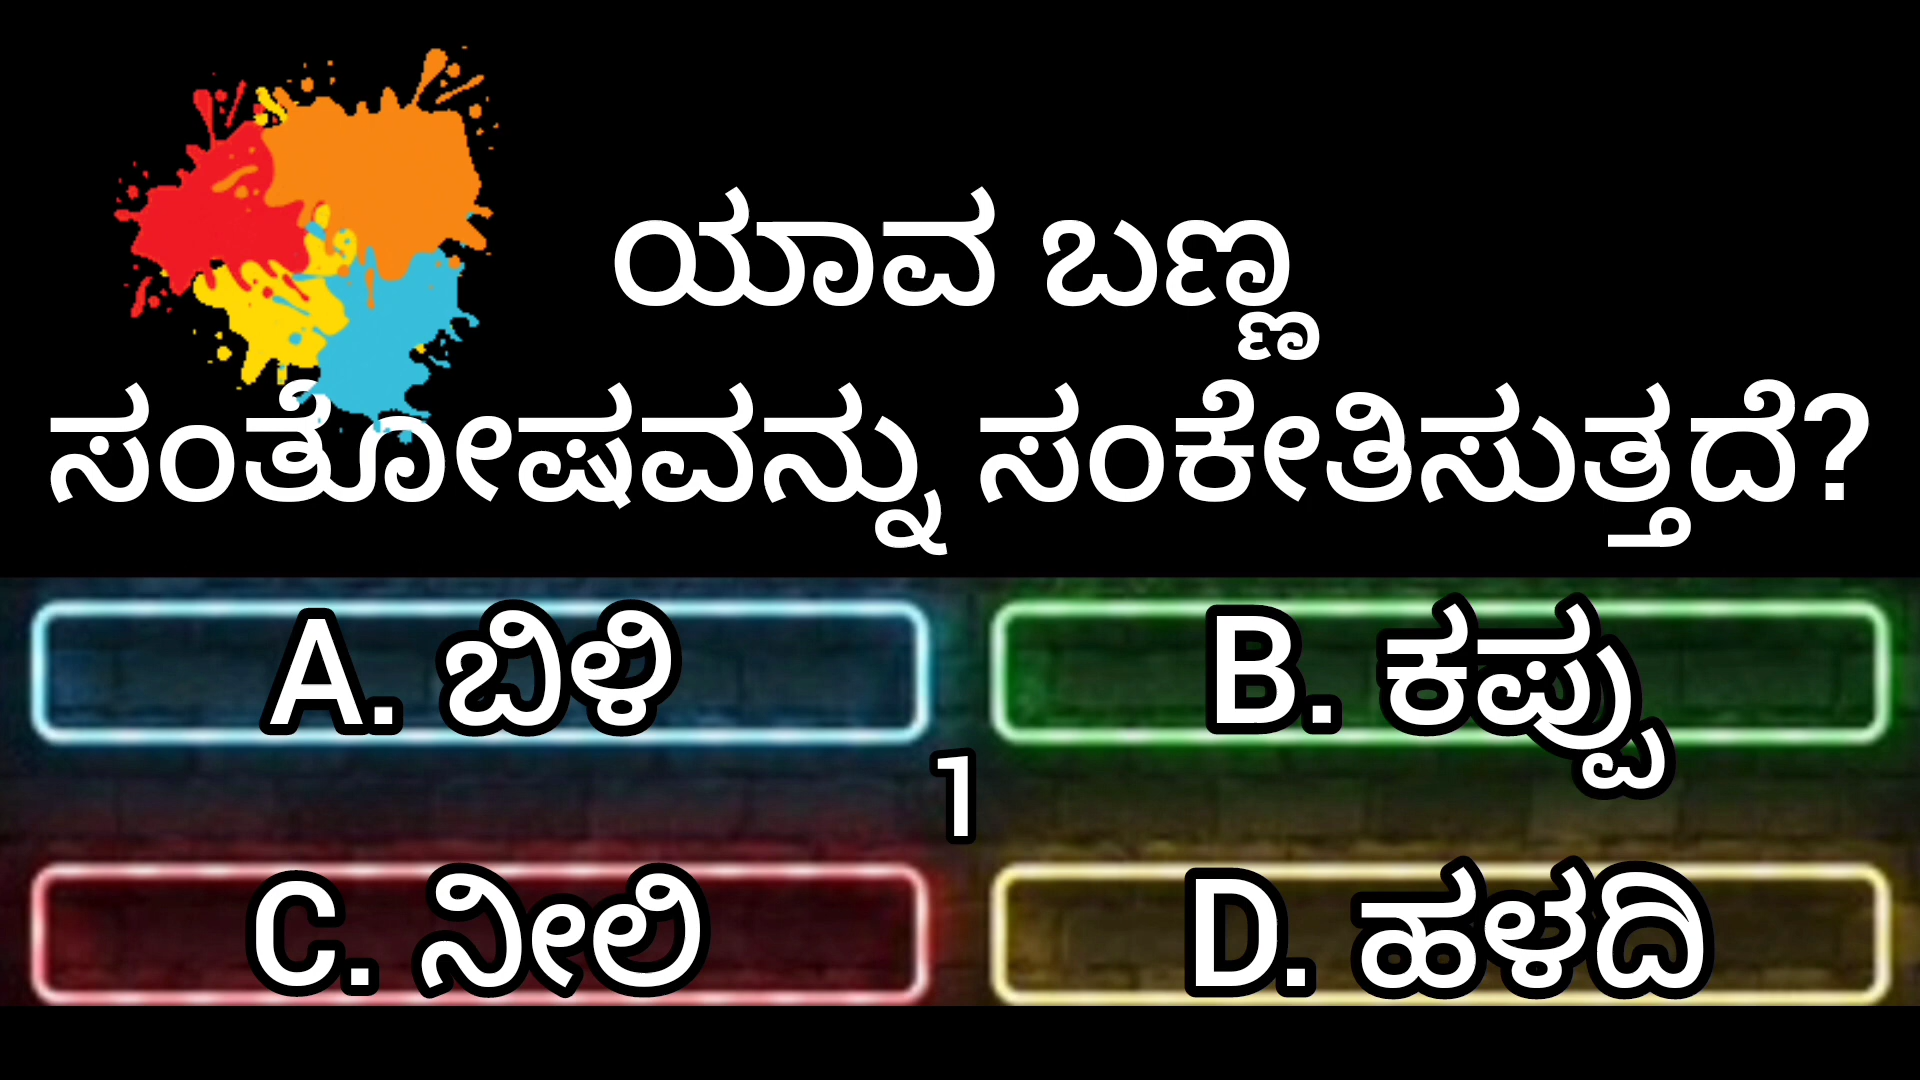 ಯಾವ ಬಣ್ಣ
ಸಂತೋಷವನ್ನು ಸಂಕೇತಿಸುತ್ತದೆ?
A. ಬಿಳಿ
B. ಕಪ್ಪು
1
C. ನೀಲಿ
D. ಹಳದಿ